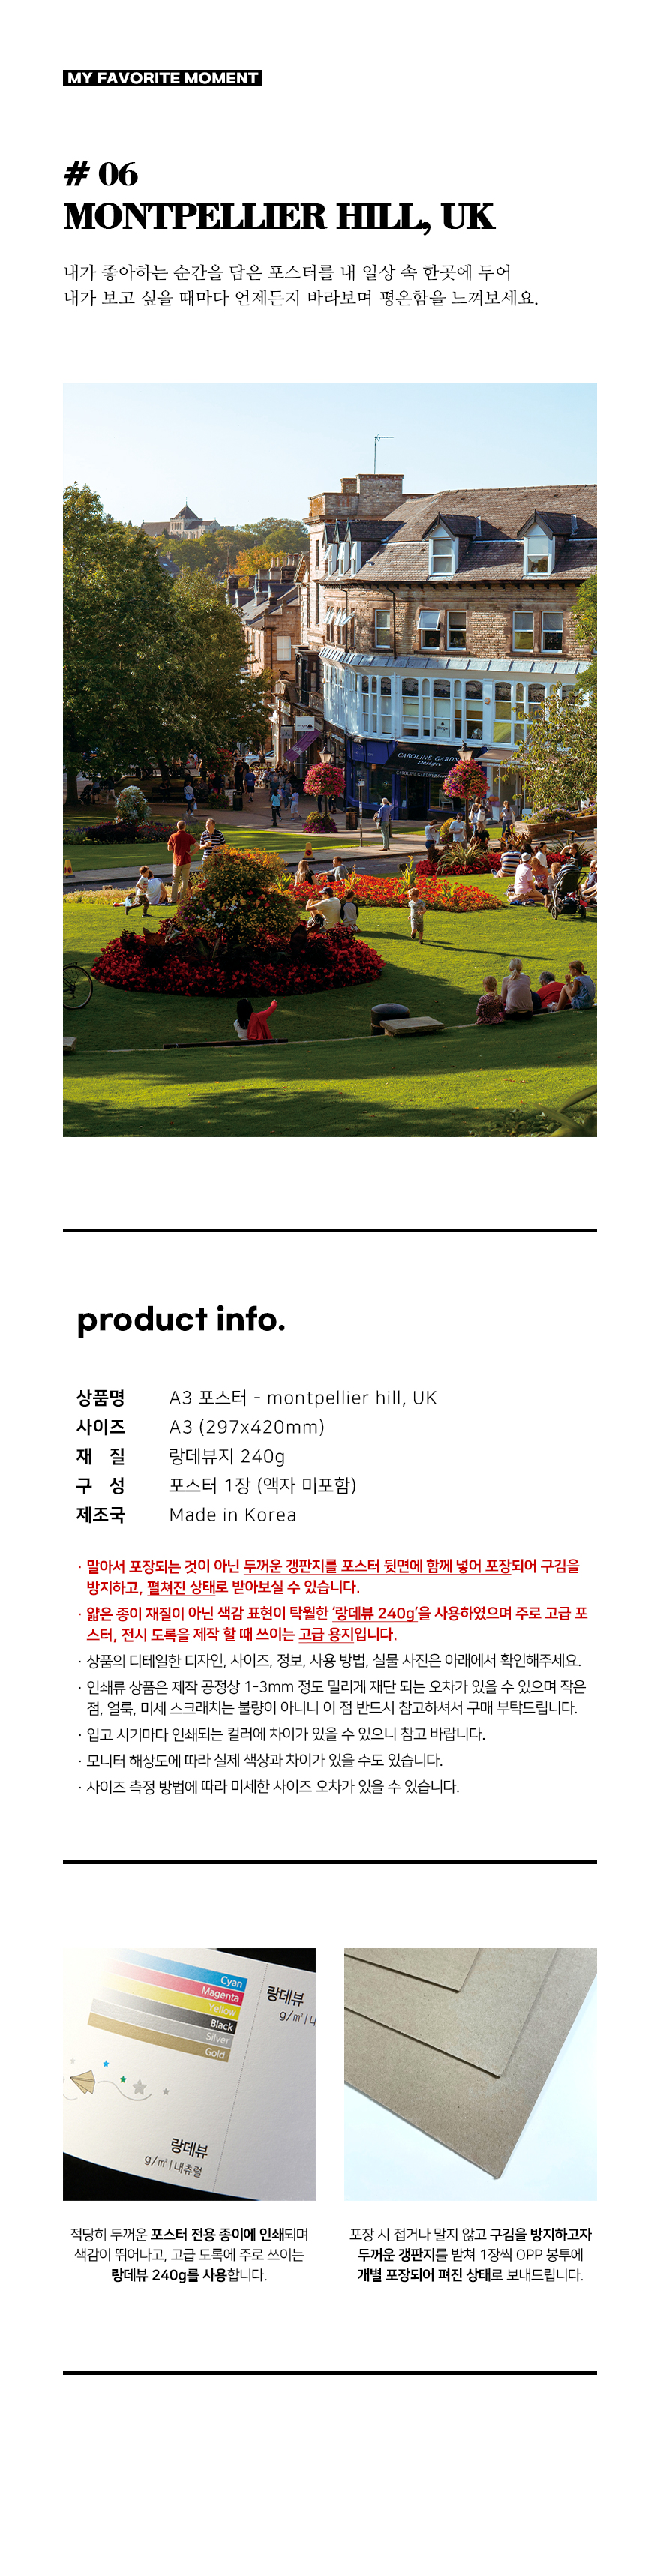 MY FAVORITE MOMENT
# 06
MONTPELLIER HILL, UK
내가 좋아하는 순간을 담은 포스터를 내 일상 속 한곳에 두어
내가 보고 싶을 때마다 언제든지 바라보며 평온함을 느껴보세요.
CAROLINE GARDN
Design
product info.
상품명 A3 포스터 - montpellier hill, UK
사이즈 A3 (297x420mm)
재 질 랑데뷰지 240g
구 성 포스터 1장 (액자 미포함)
제조국 Made in Korea
· 말아서 포장되는 것이 아닌 두꺼운 갱판지를 포스터 뒷면에 함께 넣어 포장되어 구김을
방지하고, 펼쳐진 상태로 받아보실 수 있습니다.
· 얇은 종이 재질이 아닌 색감 표현이 탁월한 '랑데뷰 240g'을 사용하였으며 주로 고급 포
스터, 전시 도록을 제작 할 때 쓰이는 고급 용지입니다.
· 상품의 디테일한 디자인, 사이즈, 정보, 사용 방법, 실물 사진은 아래에서 확인해주세요.
· 인쇄류 상품은 제작 공정상 1-3mm 정도 밀리게 재단 되는 오차가 있을 수 있으며 작은
점, 얼룩, 미세 스크래치는 불량이 아니니 이 점 반드시 참고하셔서 구매 부탁드립니다.
· 입고 시기마다 인쇄되는 컬러에 차이가 있을 수 있으니 참고 바랍니다.
· 모니터 해상도에 따라 실제 색상과 차이가 있을 수도 있습니다.
· 사이즈 측정 방법에 따라 미세한 사이즈 오차가 있을 수 있습니다.
Cyan
Magenta
Yellow
Black
Silver
Gold
랑데뷰
g/㎡ | 내
랑데뷰
g/㎡ | 내츄럴
적당히 두꺼운 포스터 전용 종이에 인쇄되며
색감이 뛰어나고, 고급 도록에 주로 쓰이는
랑데뷰 240g를 사용합니다.
포장 시 접거나 말지 않고 구김을 방지하고자
두꺼운 갱판지를 받쳐 1장씩 OPP 봉투에
개별 포장되어 펴진 상태로 보내드립니다.